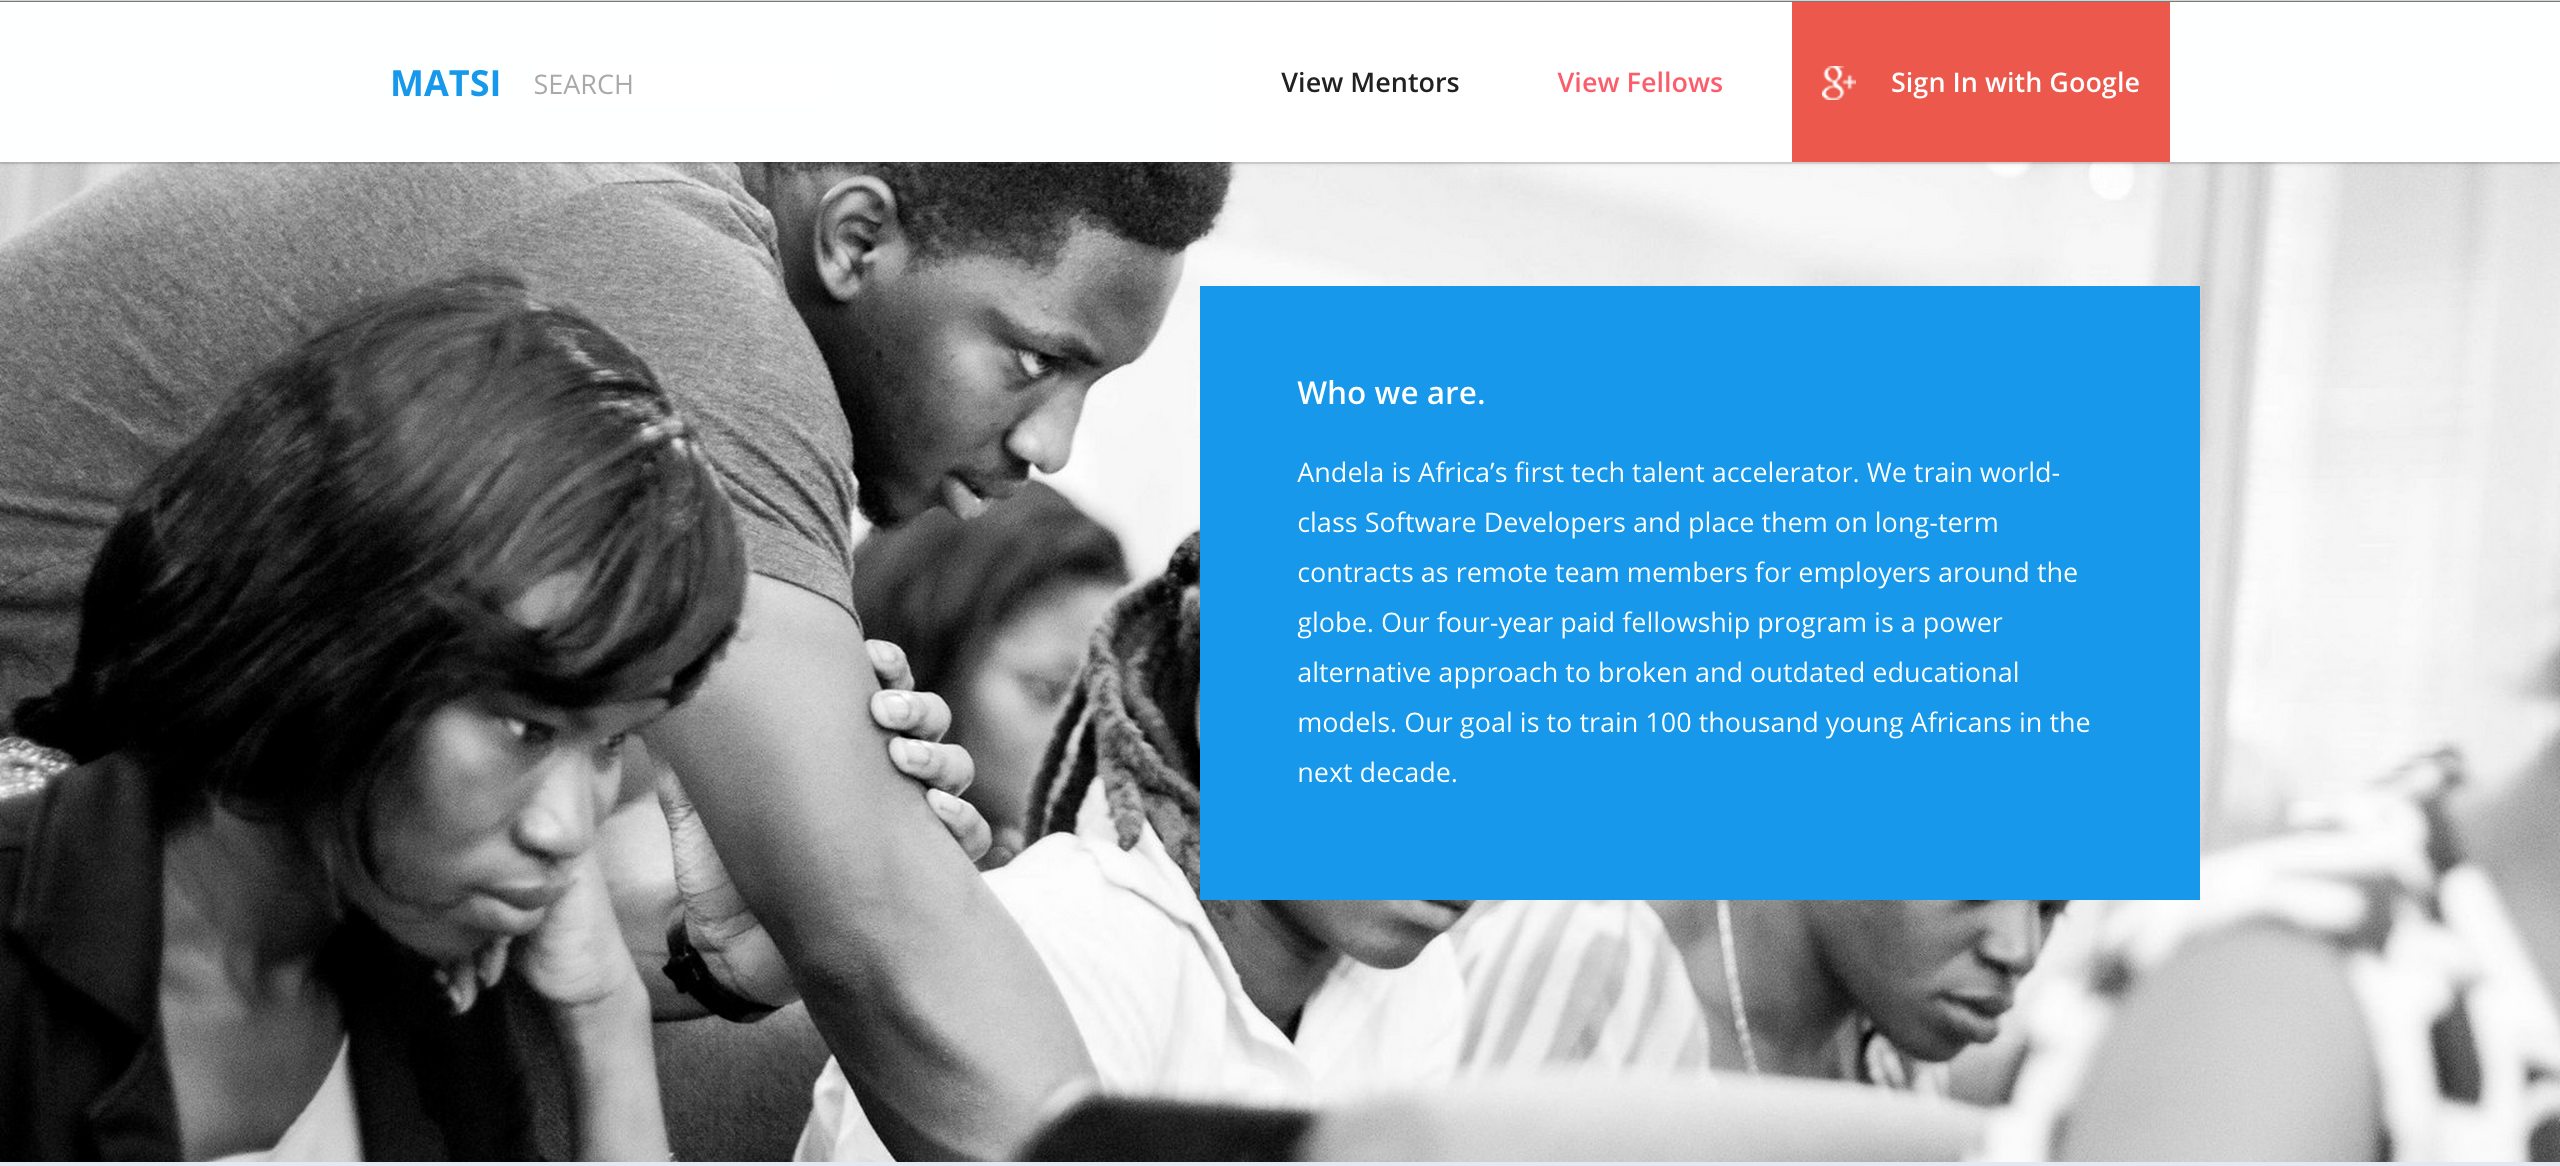 MATSI SEARCH View Mentors View Fellows Sign In with Google
Who we are.
Andela is Africa’s first tech talent accelerator. We train world-
class Software Developers and place them on long-term
contracts as remote team members for employers around the
globe. Our four-year paid fellowship program is a power
alternative approach to broken and outdated educational
models. Our goal is to train 100 thousand young Africans in the
next decade.